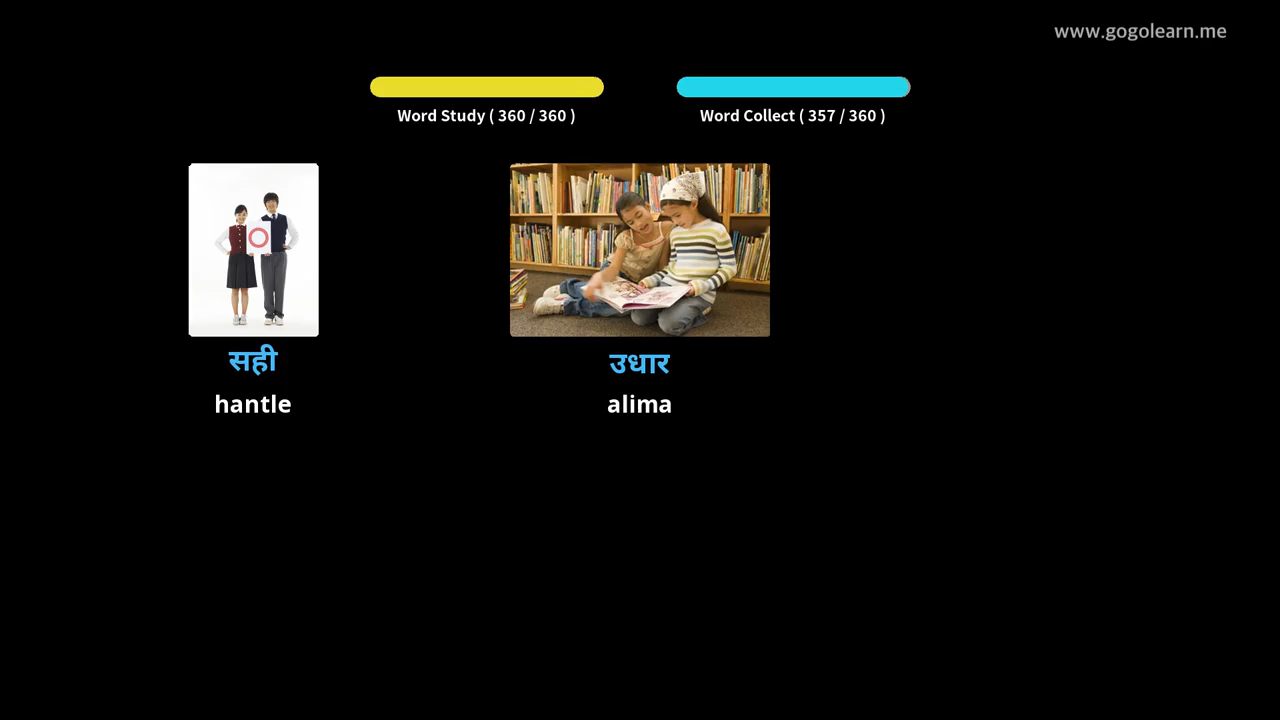 www.gogolearn.me
Word Study ( 360 / 360 )
Word Collect ( 357 / 360 )
सही
उधार
hantle
alima